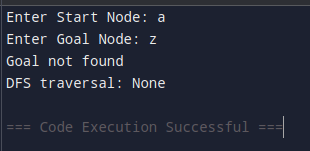 Enter Start Node: a
Enter Goal Node: z
Goal not found
DFS traversal: None
=== Code Execution Successful ===